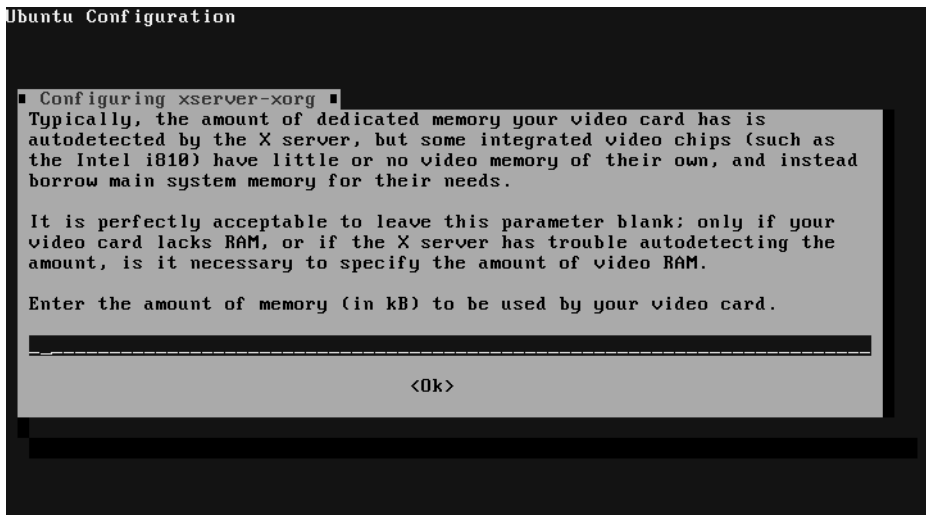 Ubuntu Configuration
Configuring xserver-xorg
Typically, the amount of dedicated memory your video card has is
autodetected by the X server, but some integrated video chips (such as
the Intel i810) have little or no video memory of their own, and instead
borrow main system memory for their needs.
It is perfectly acceptable to leave this parameter blank; only if your
video card lacks RAM, or if the X server has trouble autodetecting the
amount, is it necessary to specify the amount of video RAM.
Enter the amount of memory (in kB) to be used by your video card.
<Ok>